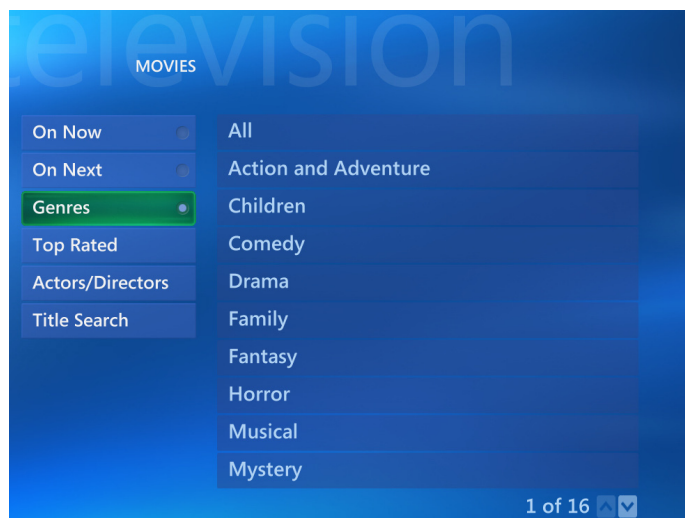 television
MOVIES
On Now
On Next
Genres
Top Rated
Actors/Directors
Title Search
All
Action and Adventure
Children
Comedy
Drama
Family
Fantasy
Horror
Musical
Mystery
1 of 16